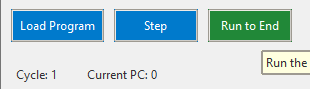 Load Program Step Run to End
Run the
Cycle: 1 Current PC: 0